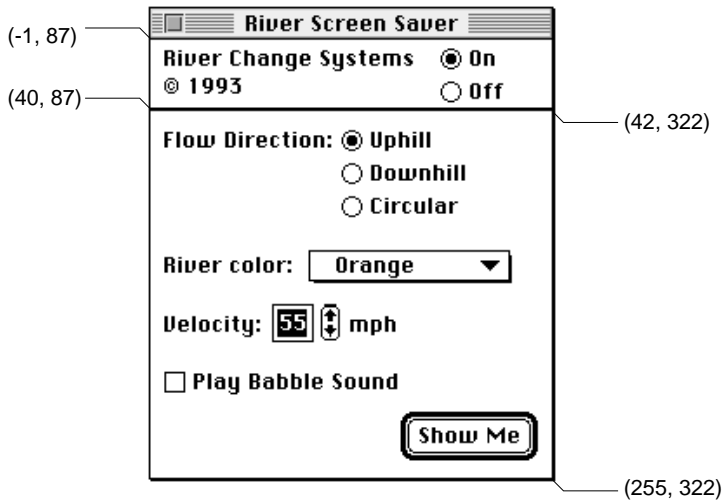 River Screen Saver
(-1, 87)
River Change Systems
On
© 1993
Off
(40, 87)
(42, 322)
Flow Direction: Uphill
Downhill
Circular
River color: Orange
Velocity: 55 mph
Play Babble Sound
Show Me
(255, 322)